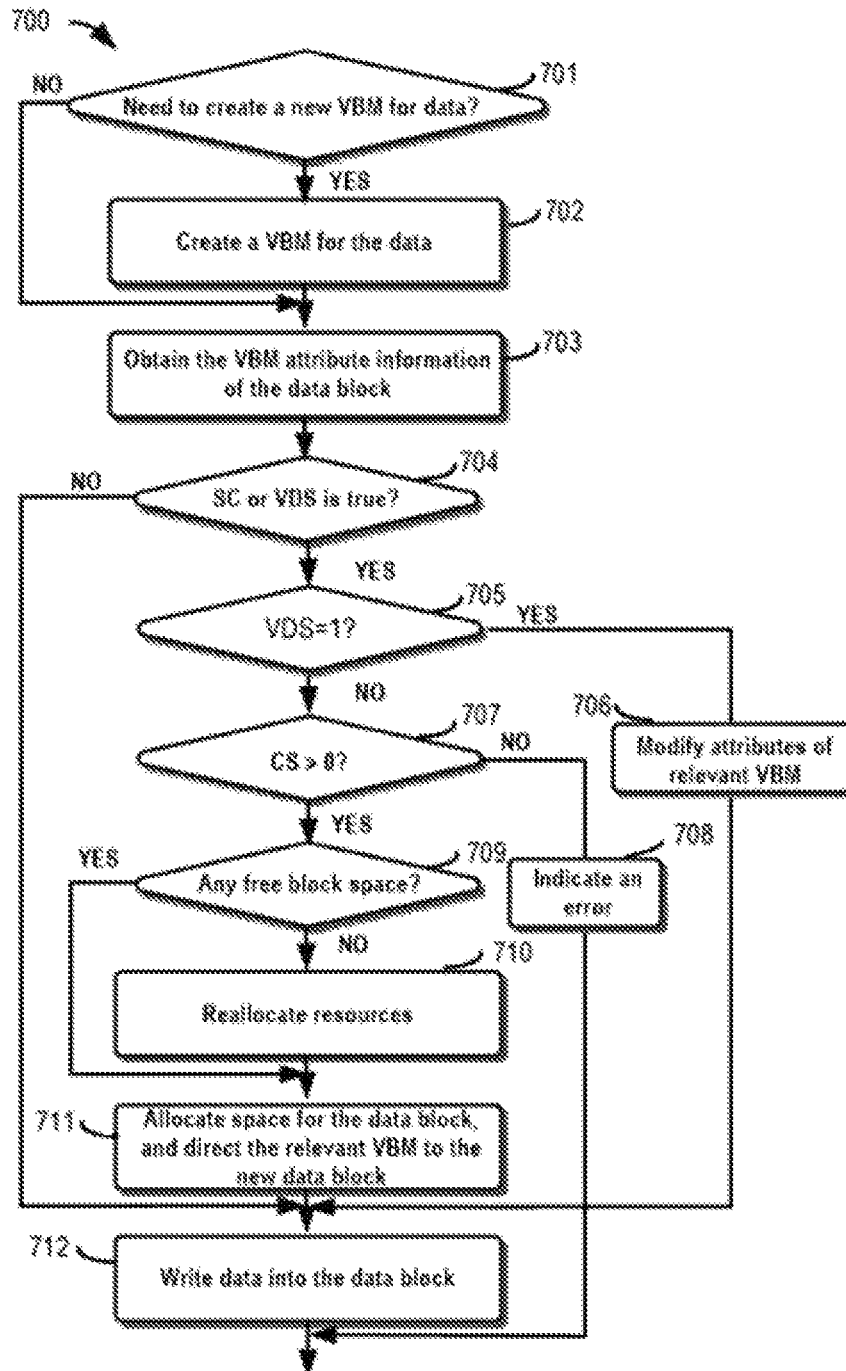 700
701
NO
Need to create a new VBM for data?
YES
702
Create a VBM for the data
703
Obtain the VBM attribute information
of the data block
704
NO
SC or VDS is true?
YES
705
VDS=1?
YES
NO
706
707
CS > 0?
NO
Modify attributes of
relevant VBM
YES
708
709
YES
Any free block space?
Indicate an
error
NO
710
Reallocate resources
711
Allocate space for the data block,
and direct the relevant VBM to the
new data block
712
Write data into the data block